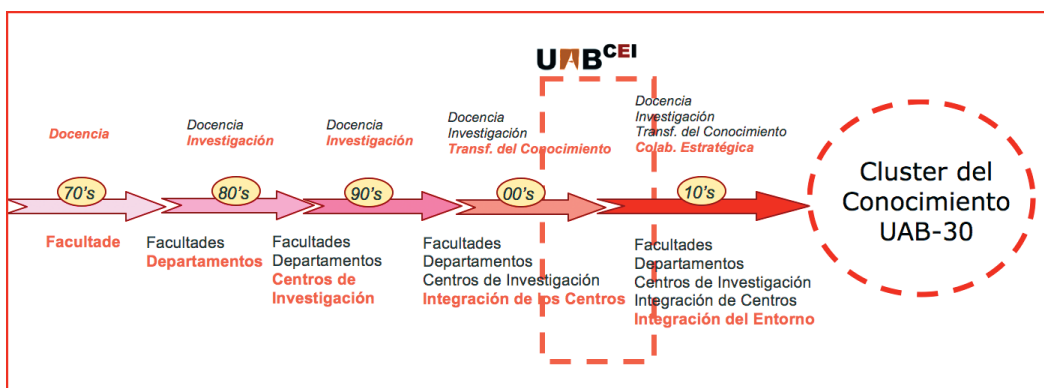 UAB CEI
Docencia
Docencia
Investigación
Docencia
Investigación
Docencia
Investigación
Transf. del Conocimiento
Docencia
Investigación
Transf. del Conocimiento
Colab. Estratégica
70's
80's
90's
00's
10's
Cluster del
Conocimiento
UAB-30
Facultade
Facultades
Departamentos
Facultades
Departamentos
Centros de
Investigación
Facultades
Departamentos
Centros de Investigación
Integración de los Centros
Facultades
Departamentos
Centros de Investigación
Integración de Centros
Integración del Entorno